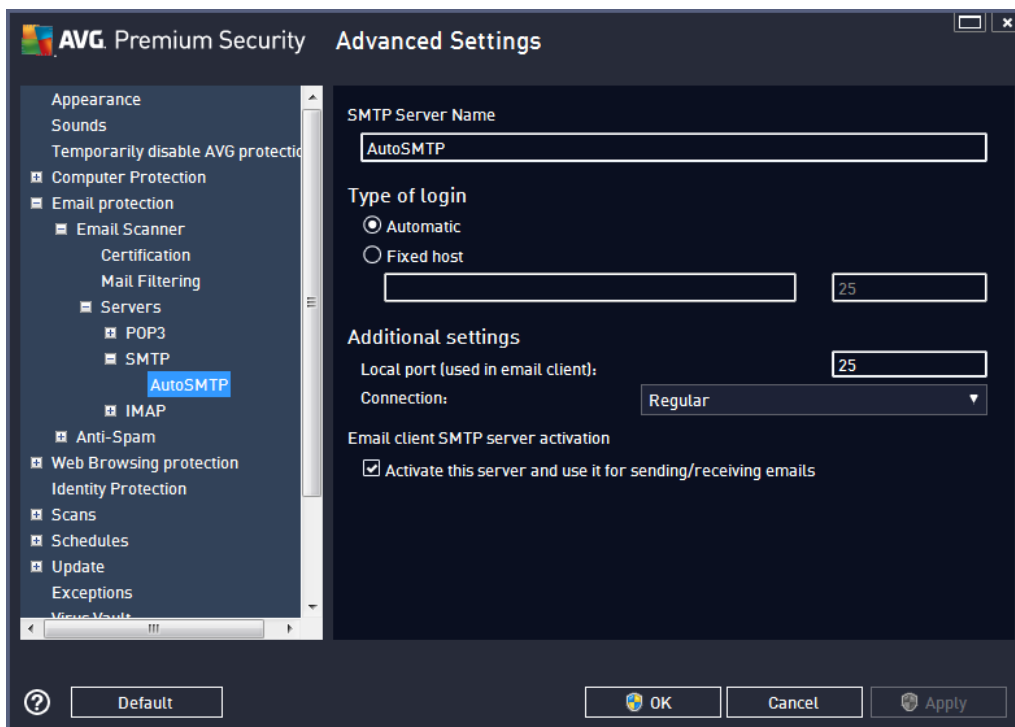 AVG. Premium Security Advanced Settings
Appearance
Sounds
Temporarily disable AVG protectio
Computer Protection
Email protection
Email Scanner
Certification
Mail Filtering
Servers
POP3
SMTP
AutoSMTP
IMAP
Anti-Spam
Web Browsing protection
Identity Protection
Scans
Schedules
Update
Exceptions
Virus Vault
SMTP Server Name
AutoSMTP
Type of login
Automatic
Fixed host
25
Additional settings
Local port (used in email client): 25
Connection: Regular
Email client SMTP server activation
Activate this server and use it for sending/receiving emails
Default OK Cancel Apply